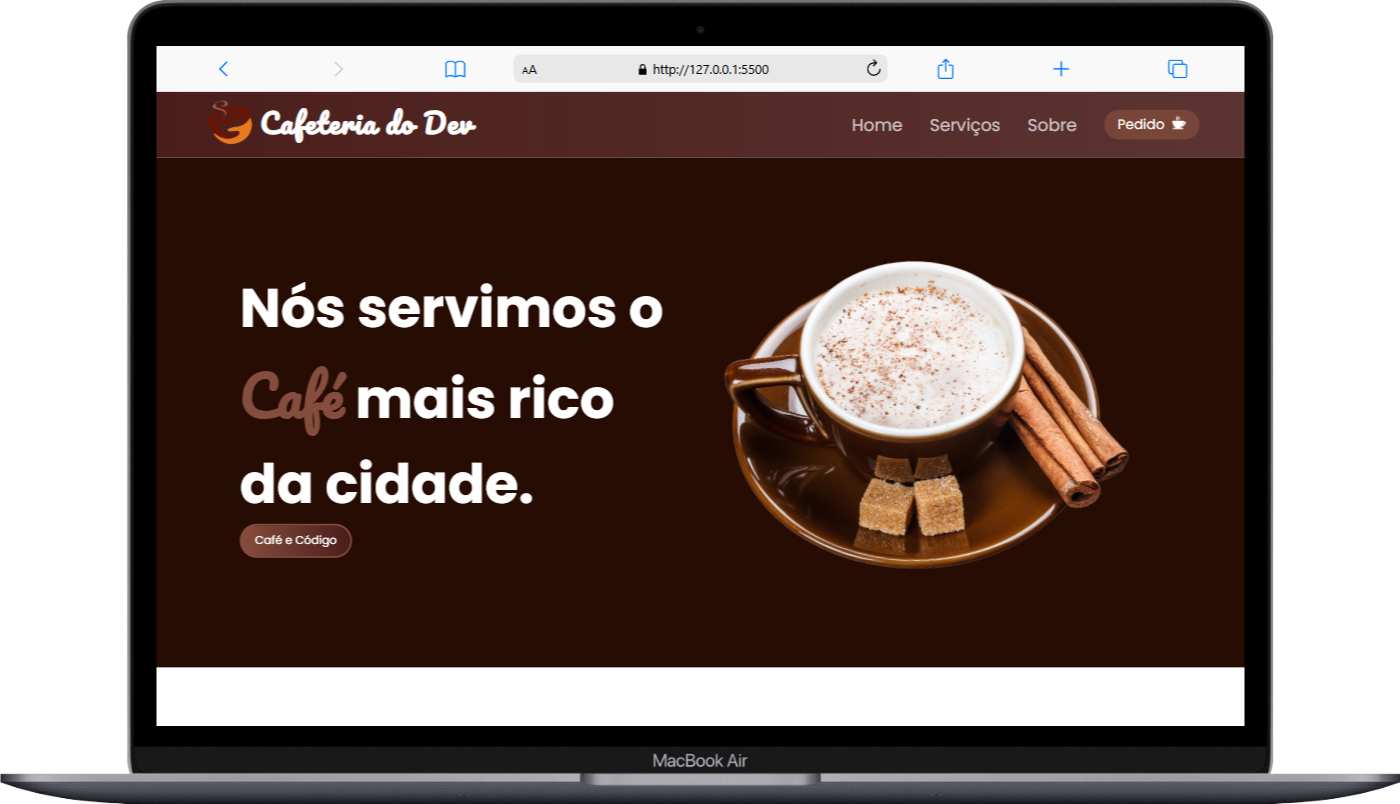 AA http://127.0.0.1:5500
Cafeteria do Dev
Home Serviços Sobre Pedido
Nós servimos o
Café mais rico
da cidade.
Café e Código
MacBook Air